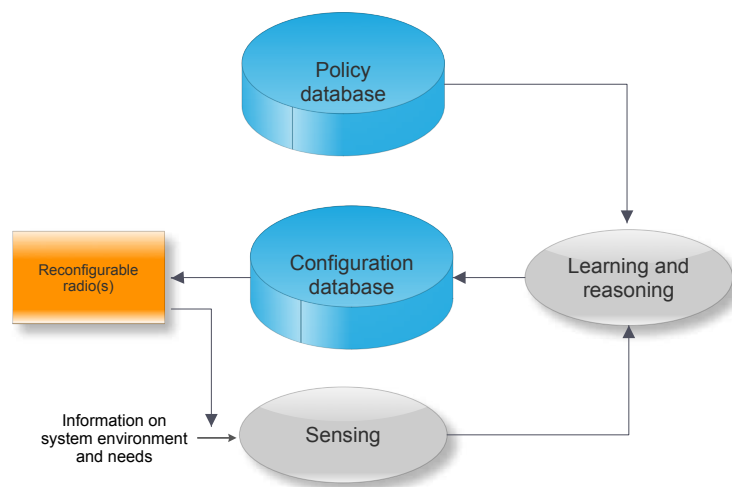 Policy
database
Configuration
database
Learning and
reasoning
Reconfigurable
radio(s)
Information on
system environment
and needs
Sensing